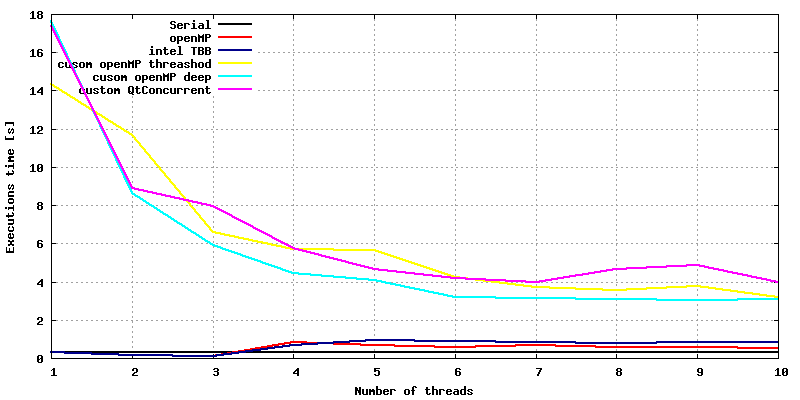 Serial
openMP
intel TBB
cusom openMP threashod
cusom openMP deep
custom QtConcurrent
18
16
14
12
10
8
6
4
2
0
Executions time [s]
1 2 3 4 5 6 7 8 9 10
Number of threads